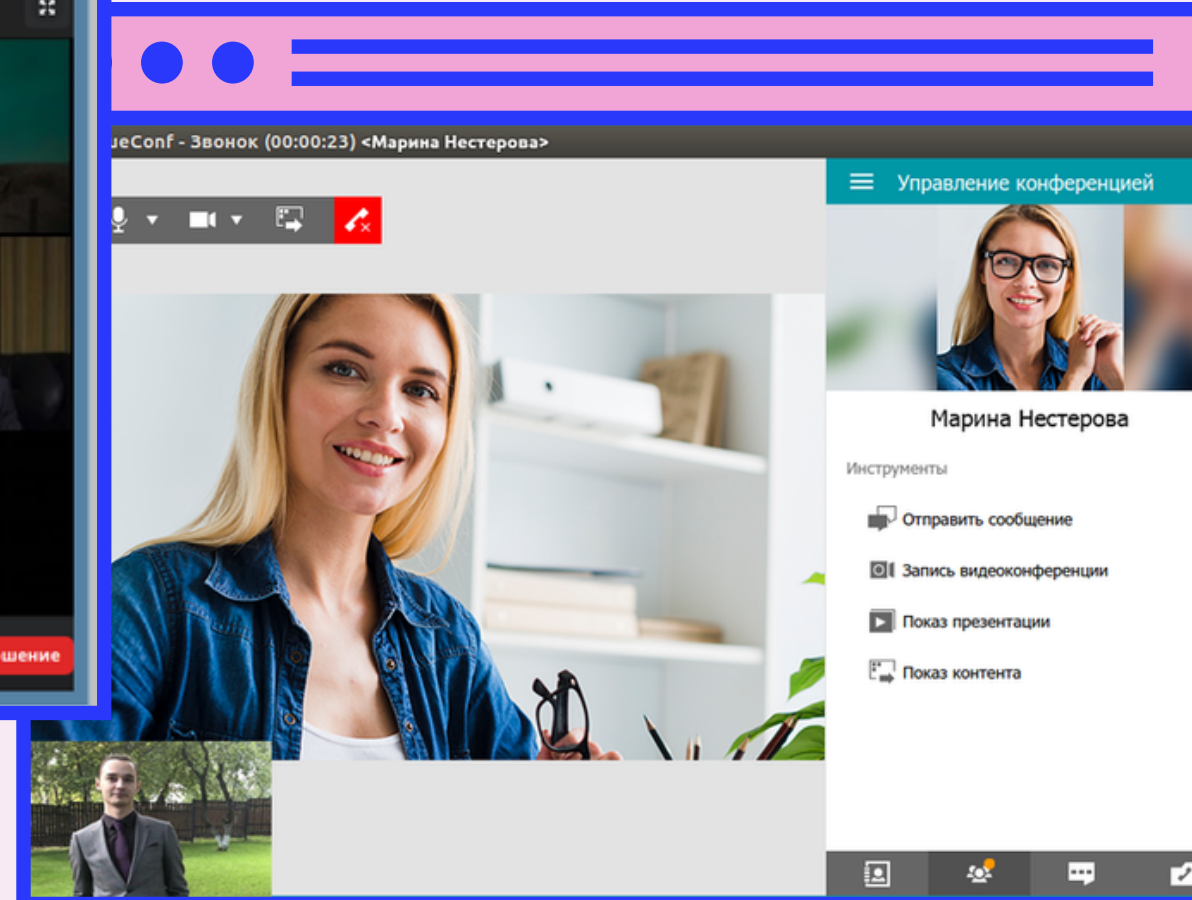 ueConf - Звонок (00:00:23) <Марина Нестерова>
Управление конференцией
Марина Нестерова
Инструменты
Отправить сообщение
Запись видеоконференции
Показ презентации
Показ контента
шение